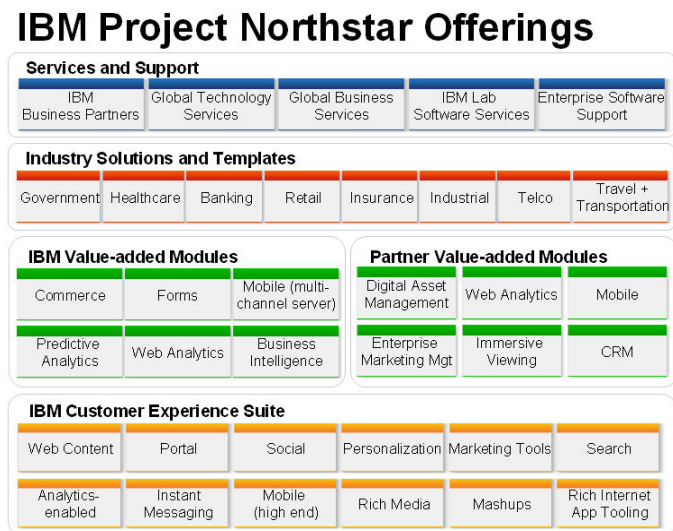 IBM Project Northstar Offerings
Services and Support
IBM
Business Partners
Global Technology
Services
Global Business
Services
IBM Lab
Software Services
Enterprise Software
Support
Industry Solutions and Templates
Government
Healthcare
Banking
Retail
Insurance
Industrial
Telco
Travel +
Transportation
IBM Value-added Modules
Commerce
Forms
Mobile (multi-
channel server)
Predictive
Analytics
Web Analytics
Business
Intelligence
Partner Value-added Modules
Digital Asset
Management
Web Analytics
Mobile
Enterprise
Marketing Mgt
Immersive
Viewing
CRM
IBM Customer Experience Suite
Web Content
Portal
Social
Personalization
Marketing Tools
Search
Analytics-
enabled
Instant
Messaging
Mobile
(high end)
Rich Media
Mashups
Rich Internet
App Tooling